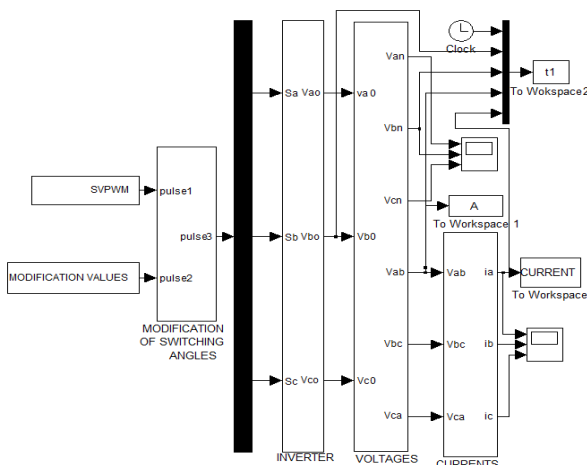 SVPWM
MODIFICATION VALUES
pulse1
pulse3
pulse2
MODIFICATION
OF SWITCHING
ANGLES
Sa Vao
Sb Vbo
Sc Vco
INVERTER
va0
Vb0
Vc0
Van
Vbn
Vcn
Vab
Vbc
Vca
VOLTAGES
Clock
t1
To Wokspace2
A
To Workspace 1
Vab
Vbc
Vca
ia
ib
ic
CURRENTS
CURRENT
To Workspace